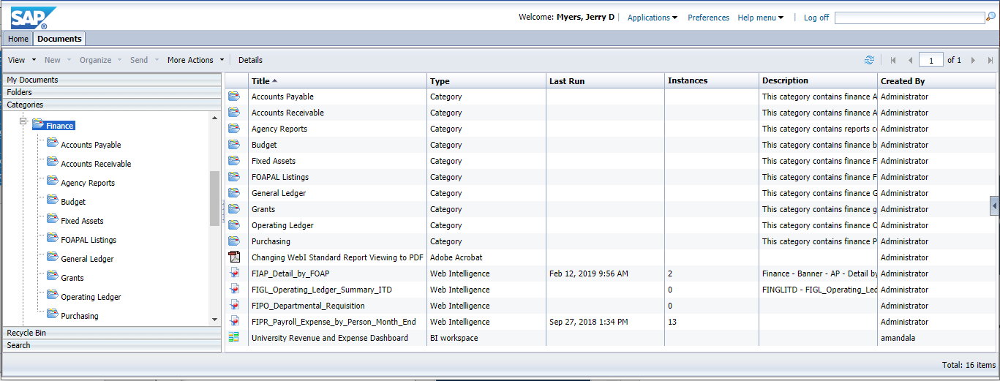 SAP ®
Welcome: Myers, Jerry D | Applications Preferences Help menu | Log off
Home Documents
View New Organize Send More Actions Details 1 of 1
My Documents
Folders
Categories
Finance
Accounts Payable
Accounts Receivable
Agency Reports
Budget
Fixed Assets
FOAPAL Listings
General Ledger
Grants
Operating Ledger
Purchasing
Recycle Bin
Search
Title Type Last Run Instances Description Created By
Accounts Payable Category This category contains finance A Administrator
Accounts Receivable Category This category contains finance A Administrator
Agency Reports Category This category contains reports co Administrator
Budget Category This category contains finance b Administrator
Fixed Assets Category This category contains finance F Administrator
FOAPAL Listings Category This category contains finance F Administrator
General Ledger Category This category contains finance G Administrator
Grants Category This category contains finance g Administrator
Operating Ledger Category This category contains finance O Administrator
Purchasing Category This category contains finance P Administrator
Changing WebI Standard Report Viewing to PDF Adobe Acrobat Administrator
FIAP_Detail_by_FOAP Web Intelligence Feb 12, 2019 9:56 AM 2 Finance - Banner - AP - Detail by Administrator
FIGL_Operating_Ledger_Summary_ITD Web Intelligence 0 FINGLITD - FIGL_Operating_Led Administrator
FIPO_Departmental_Requisition Web Intelligence 0 Administrator
FIPR_Payroll_Expense_by_Person_Month_End Web Intelligence Sep 27, 2018 1:34 PM 13 Administrator
University Revenue and Expense Dashboard BI workspace amandala
Total: 16 items